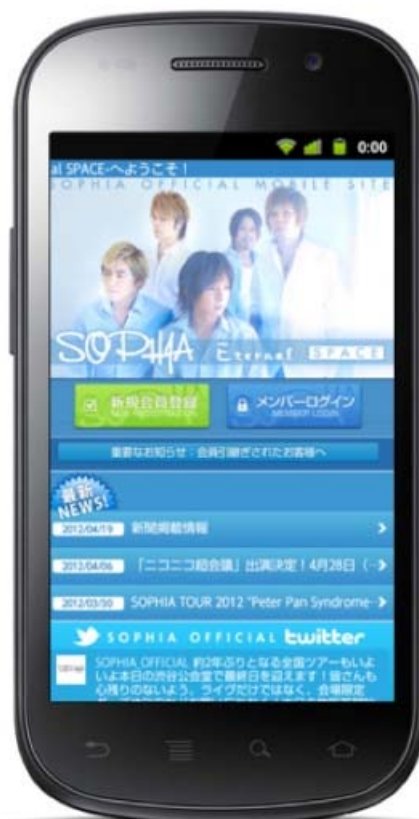 0:00
al SPACE-へようこそ！
SOPHIA OFFICIAL MOBILE SITE
SOPHIA Eternal SPACE
新規会員登録
NEW REGISTRATION
メンバーログイン
MEMBER LOGIN
重要なお知らせ：会員引継ぎされたお客様へ
最新
NEWS!
2012/04/19 新聞掲載情報
2012/04/06 「ニコニコ超会議」出演決定！4月28日（
2012/03/30 SOPHIA TOUR 2012 "Peter Pan Syndrome
SOPHIA OFFICIAL twitter
SOPHIA_OFFICIAL 約2年ぶりとなる全国ツアーもいよ
いよ本日の渋谷公会堂で最終日を迎えます！皆さんも
心残りのないよう。ライブだけではなく、会場限定